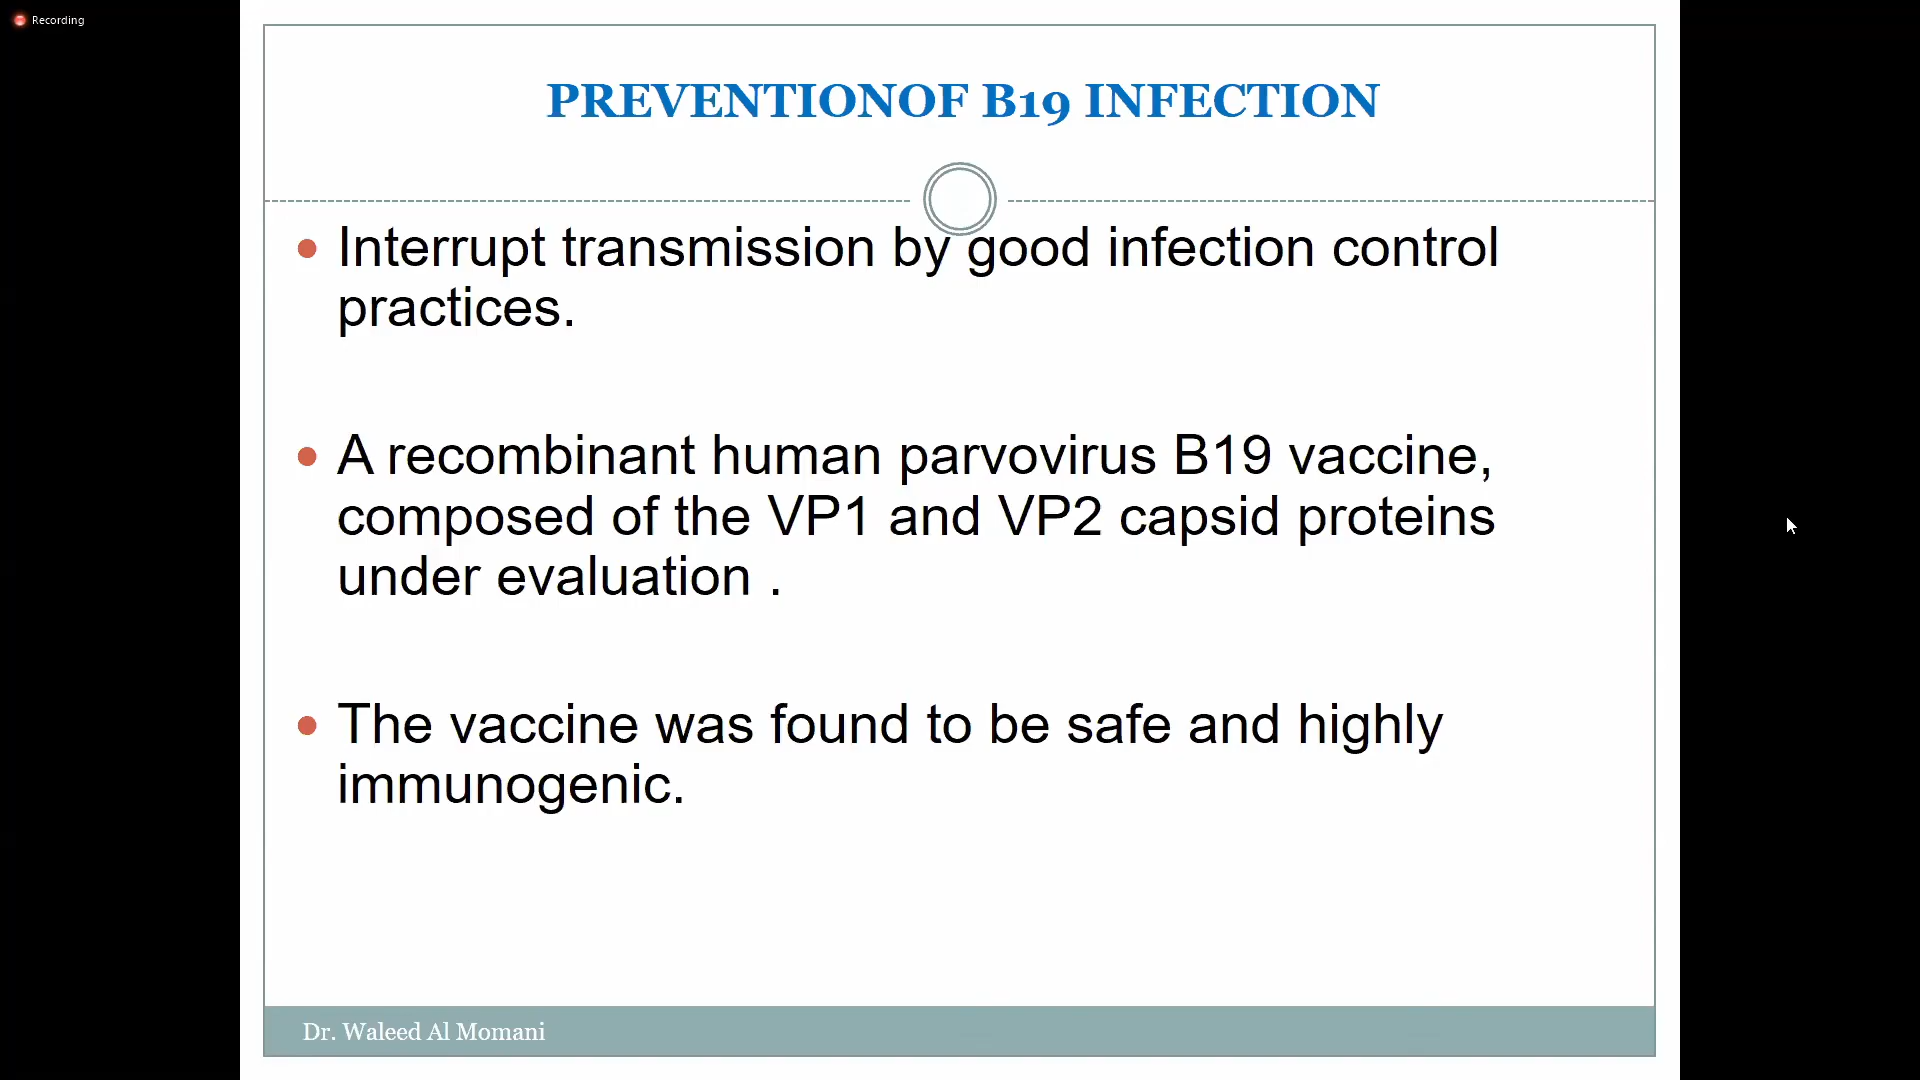 Recording
PREVENTIONOF B19 INFECTION
• Interrupt transmission by good infection control
practices.
• A recombinant human parvovirus B19 vaccine,
composed of the VP1 and VP2 capsid proteins
under evaluation .
• The vaccine was found to be safe and highly
immunogenic.
Dr. Waleed Al Momani